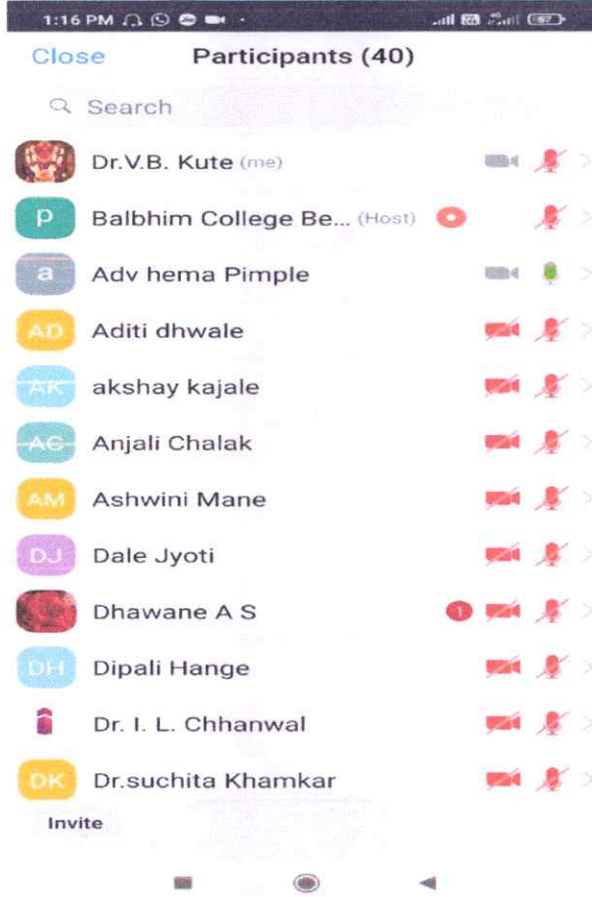 1:16 PM
57
Close Participants (40)
Search
Dr.V.B. Kute (me)
p Balbhim College Be... (Host)
a Adv hema Pimple
AD Aditi dhwale
AK akshay kajale
AC Anjali Chalak
AM Ashwini Mane
DJ Dale Jyoti
Dhawane A S 1
DH Dipali Hange
Dr. I. L. Chhanwal
DK Dr.suchita Khamkar
Invite